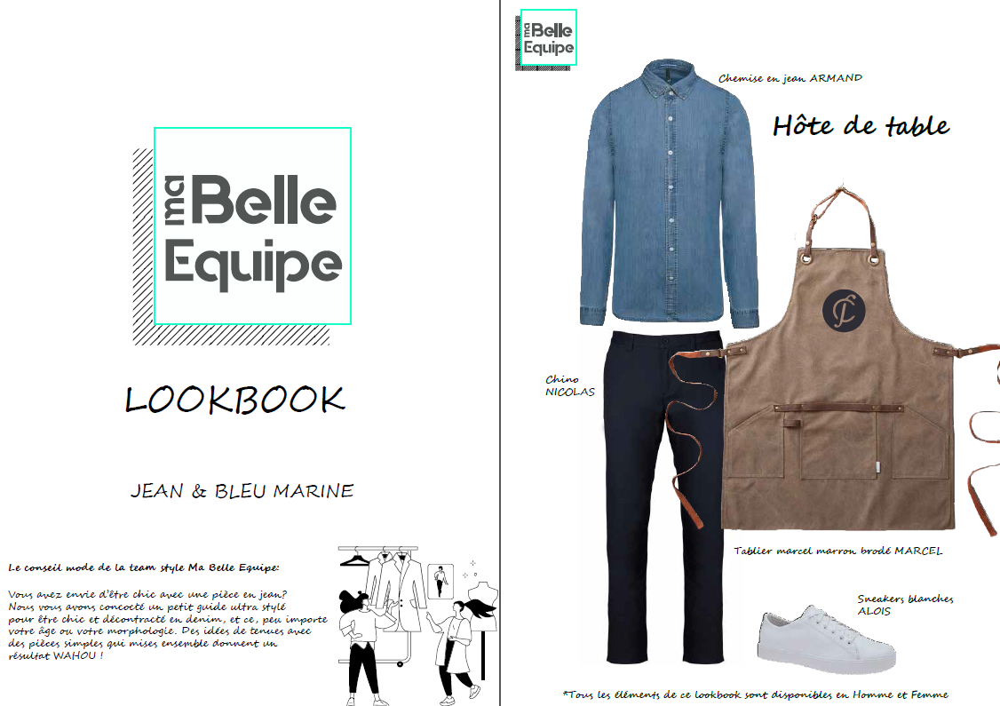 ma Belle
Equipe
LOOKBOOK
JEAN & BLEU MARINE
Le conseil mode de la team style Ma Belle Equipe:
Vous avez envie d'être chic avec une pièce en jean?
Nous vous avons concocté un petit guide ultra stylé
pour être chic et décontracté en denim, et ce, peu importe
votre âge ou votre morphologie. Des idées de tenues avec
des pièces simples qui mises ensemble donnent un
résultat WAHOU !
ma Belle
Equipe
Chemise en jean ARMAND
Hôte de table
Chino
NICOLAS
Tablier marcel marron brodé MARCEL
Sneakers blanches
ALOIS
*Tous les éléments de ce lookbook sont disponibles en Homme et Femme